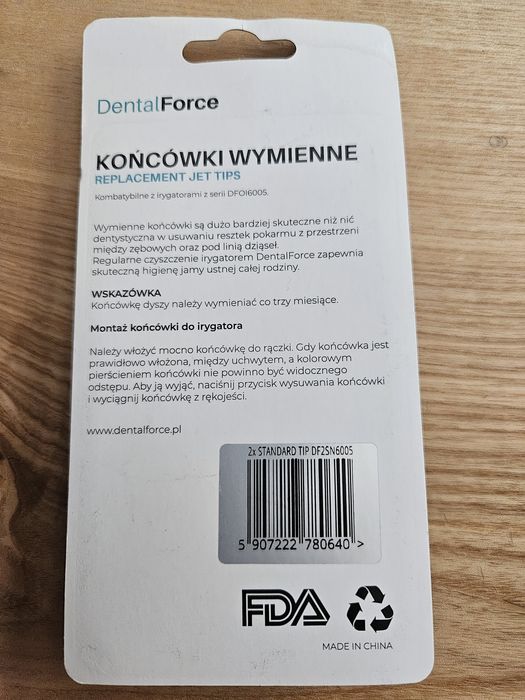 DentalForce
KOŃCÓWKI WYMIENNE
REPLACEMENT JET TIPS
Kombatybilne z irygatorami z serii DFOI6005.
Wymienne końcówki są dużo bardziej skuteczne niż nić
dentystyczna w usuwaniu resztek pokarmu z przestrzeni
między zębowych oraz pod linią dziąseł.
Regularne czyszczenie irygatorem DentalForce zapewnia
skuteczną higienę jamy ustnej całej rodziny.
WSKAZÓWKA
Końcówkę dyszy należy wymieniać co trzy miesiące.
Montaż końcówki do irygatora
Należy włożyć mocno końcówkę do rączki. Gdy końcówka jest
prawidłowo włożona, między uchwytem, a kolorowym
pierścieniem końcówki nie powinno być widocznego
odstępu. Aby ją wyjąć, naciśnij przycisk wysuwania końcówki
i wyciągnij końcówkę z rękojeści.
www.dentalforce.pl
2x STANDARD TIP DF2SN6005
5 907222 780640 >
FDA
MADE IN CHINA